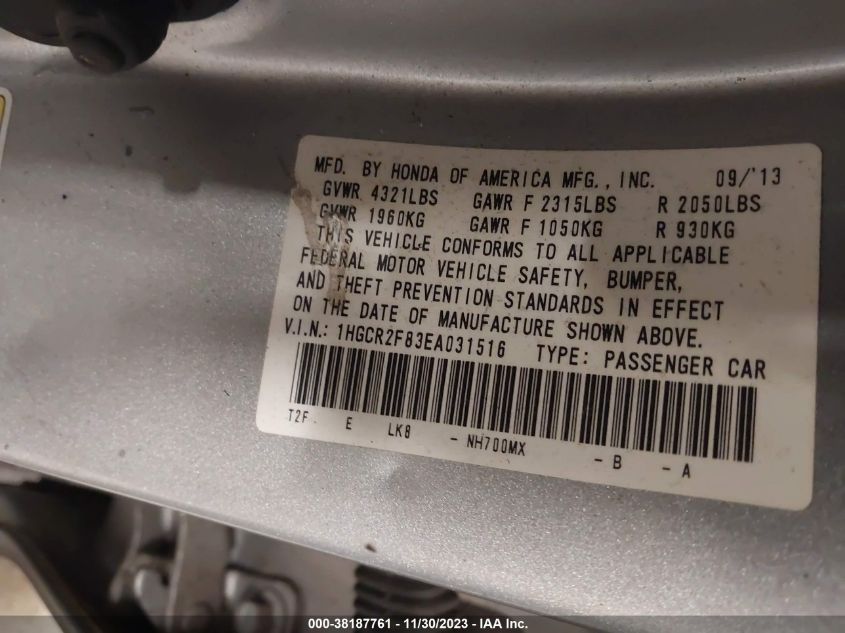 MFD. BY HONDA OF AMERICA MFG., INC. 09/'13
GVWR 4321LBS GAWR F 2315LBS R 2050LBS
GVWR 1960KG GAWR F 1050KG R 930KG
THIS VEHICLE CONFORMS TO ALL APPLICABLE
FEDERAL MOTOR VEHICLE SAFETY, BUMPER,
AND THEFT PREVENTION STANDARDS IN EFFECT
ON THE DATE OF MANUFACTURE SHOWN ABOVE.
V.I.N.: 1HGCR2F83EA031516 TYPE: PASSENGER CAR
T2F E LK8 - NH700MX - B - A
000-38187761 - 11/30/2023 - IAA Inc.